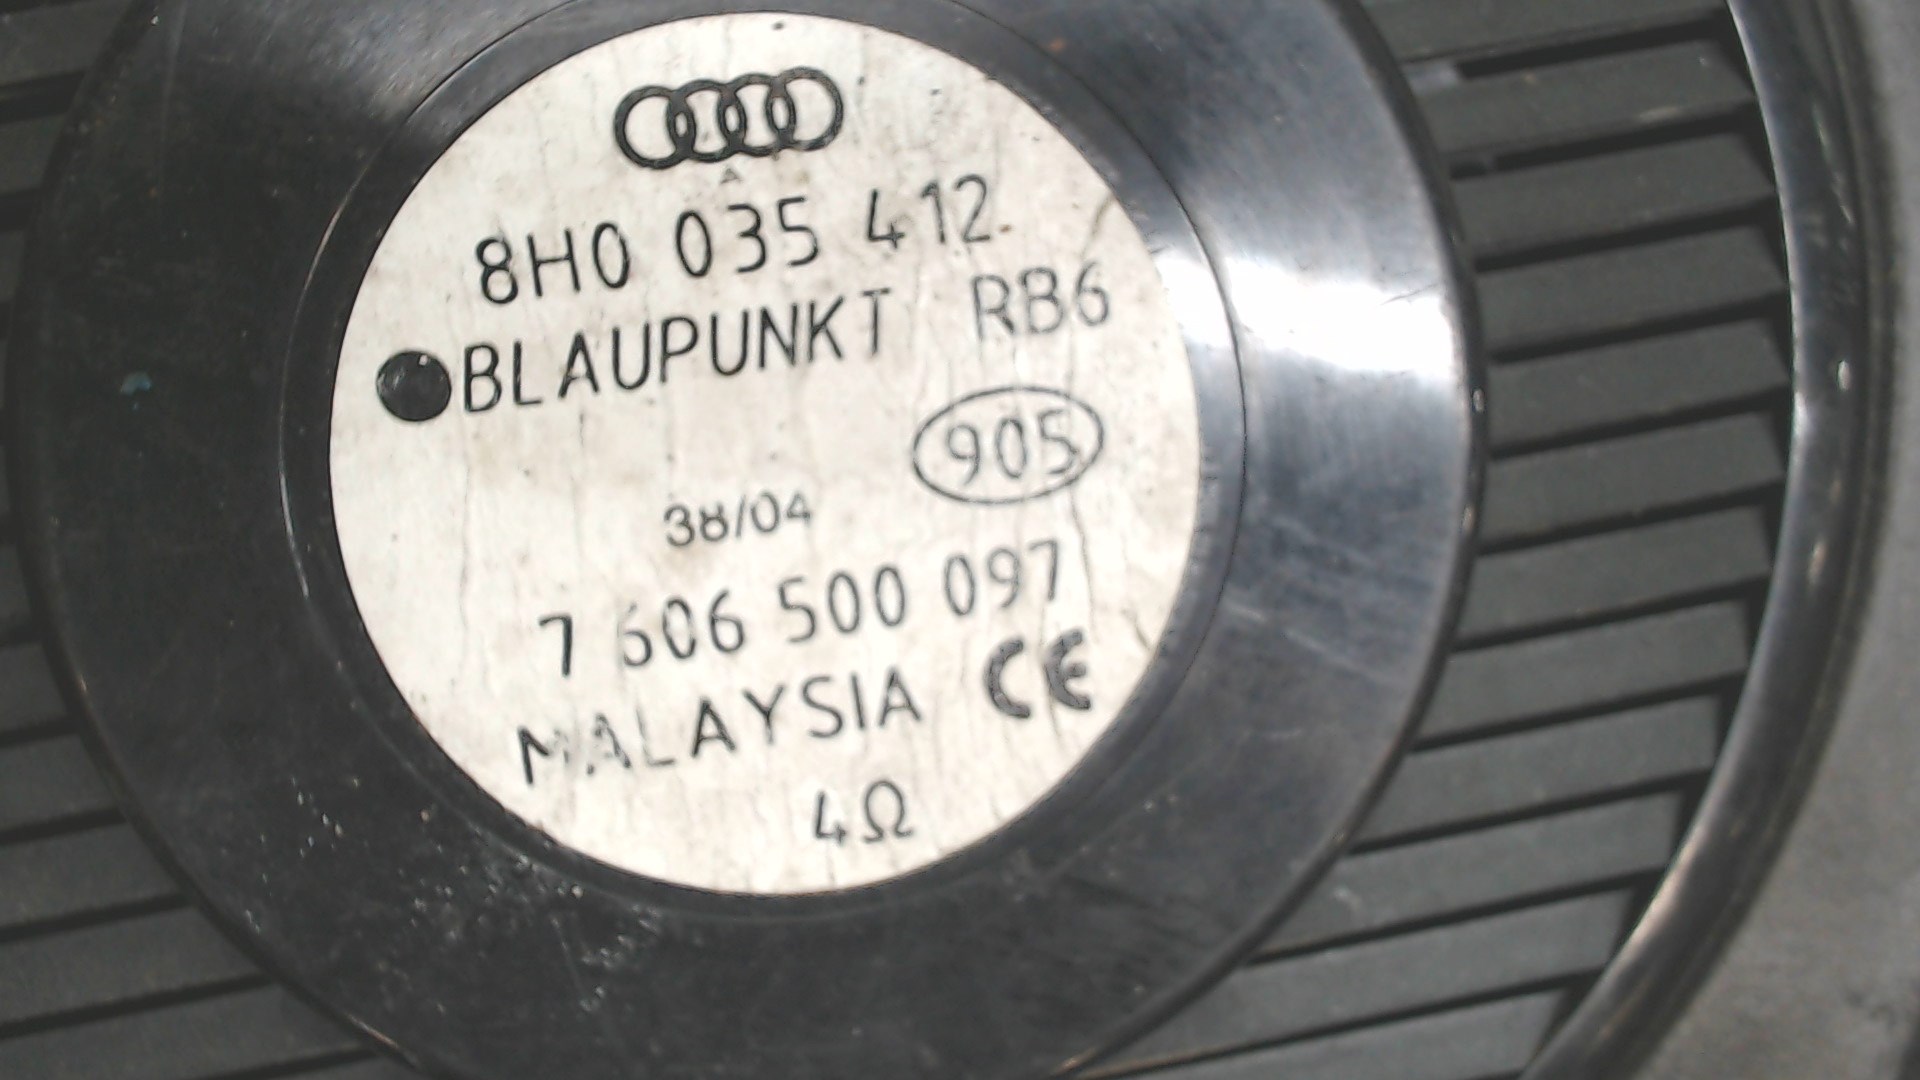 8H0 035 412
BLAUPUNKT RB6
905
38/04
7 606 500 097
MALAYSIA CE
4Ω